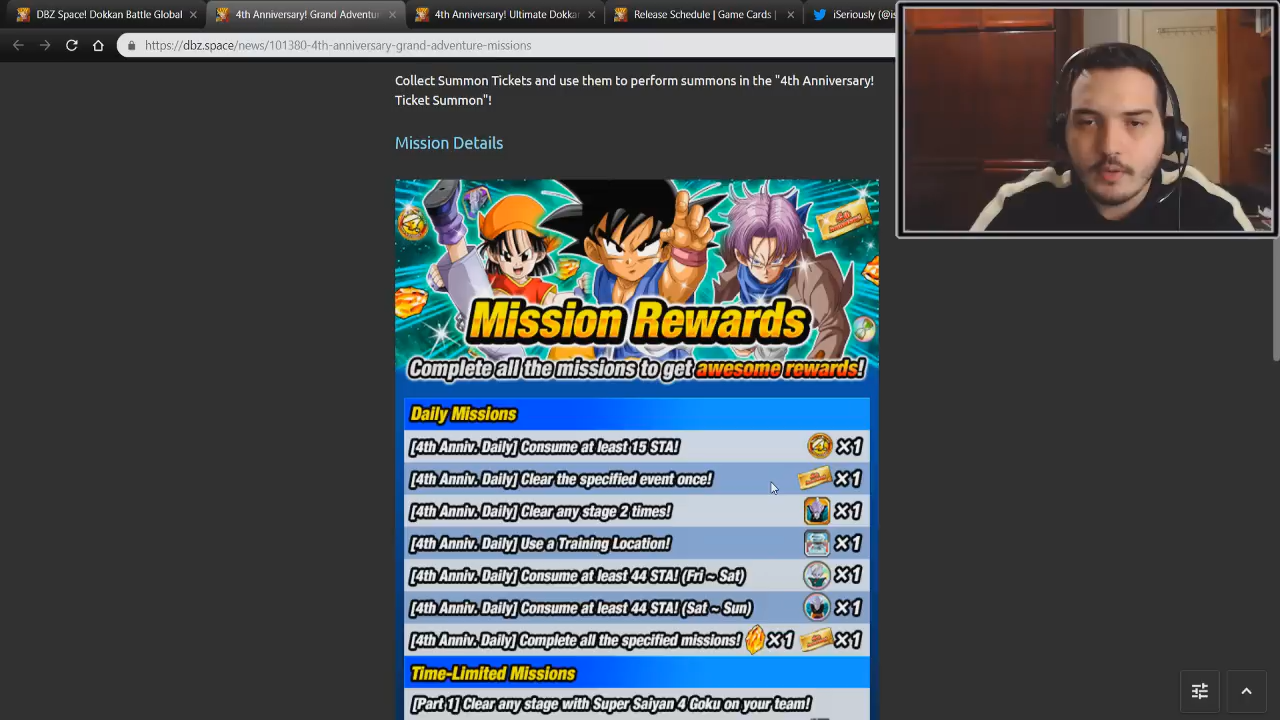 DBZ Space! Dokkan Battle Global
4th Anniversary! Grand Adventu
4th Anniversary! Ultimate Dokka
Release Schedule | Game Cards |
iSeriously (@is
https://dbz.space/news/101380-4th-anniversary-grand-adventure-missions
Collect Summon Tickets and use them to perform summons in the "4th Anniversary!
Ticket Summon"!
Mission Details
Mission Rewards
Complete all the missions to get awesome rewards!
Daily Missions
[4th Anniv. Daily] Consume at least 15 STA! ×1
[4th Anniv. Daily] Clear the specified event once! ×1
[4th Anniv. Daily] Clear any stage 2 times! ×1
[4th Anniv. Daily] Use a Training Location! ×1
[4th Anniv. Daily] Consume at least 44 STA! (Fri ~ Sat) ×1
[4th Anniv. Daily] Consume at least 44 STA! (Sat ~ Sun) ×1
[4th Anniv. Daily] Complete all the specified missions! ×1 ×1
Time-Limited Missions
[Part 1] Clear any stage with Super Saiyan 4 Goku on your team!